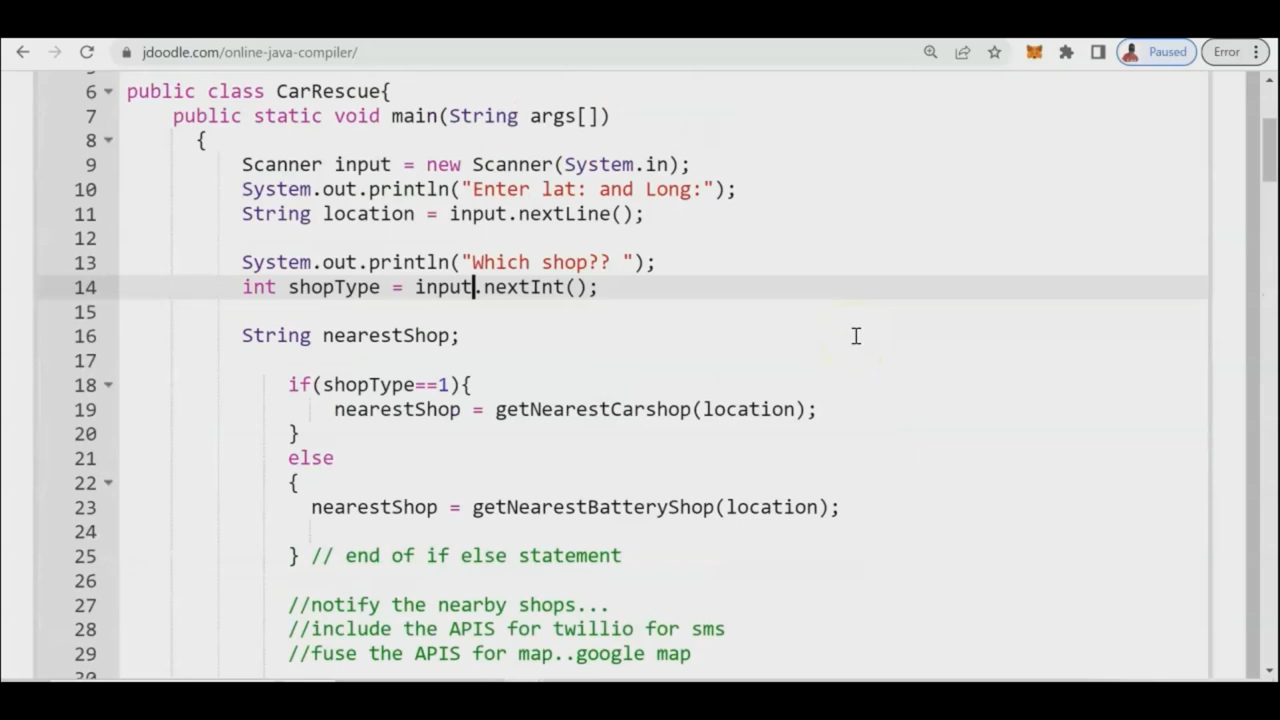 jdoodle.com/online-java-compiler/
Paused
Error
6 public class CarRescue{
7 public static void main(String args[])
8 {
9 Scanner input = new Scanner(System.in);
10 System.out.println("Enter lat: and Long:");
11 String location = input.nextLine();
12
13 System.out.println("Which shop?? ");
14 int shopType = input.nextInt();
15
16 String nearestShop;
17
18 if(shopType==1){
19 nearestShop = getNearestCarshop(location);
20 }
21 else
22 {
23 nearestShop = getNearestBatteryShop(location);
24
25 } // end of if else statement
26
27 //notify the nearby shops...
28 //include the APIS for twillio for sms
29 //fuse the APIS for map..google map